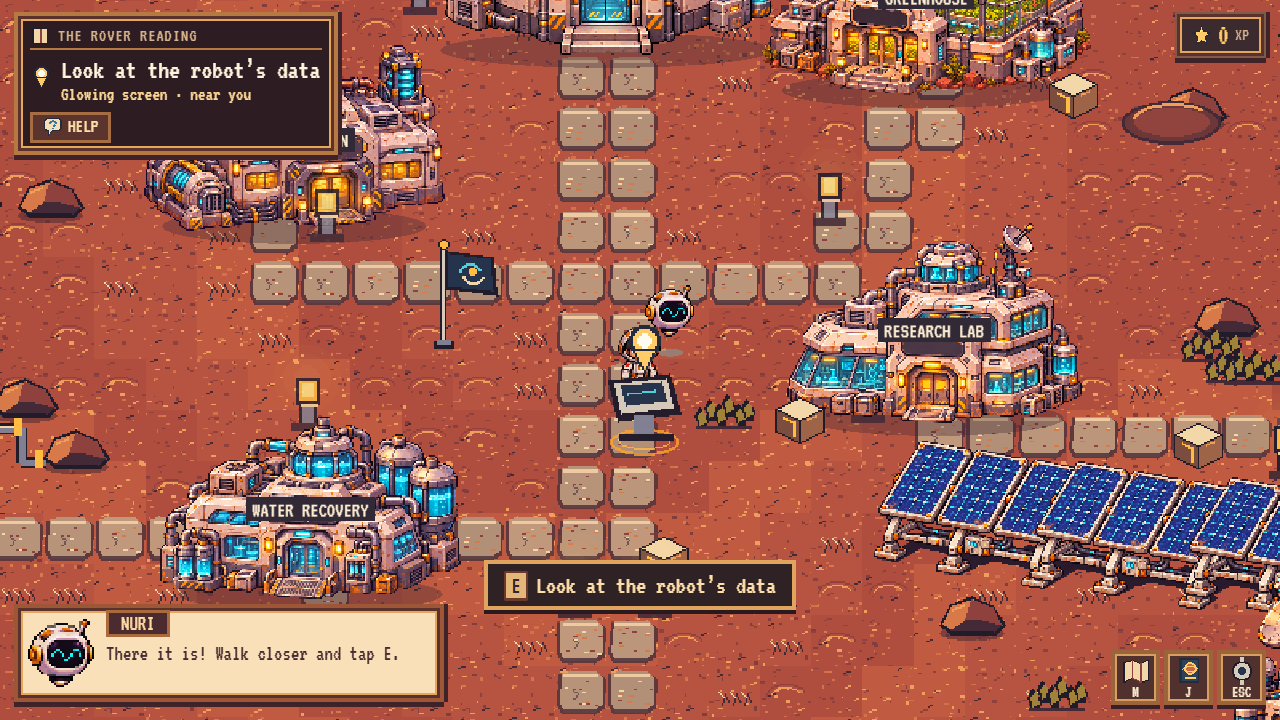 THE ROVER READING
Look at the robot's data
Glowing screen · near you
HELP
0 XP
RESEARCH LAB
WATER RECOVERY
E Look at the robot's data
NURI
There it is! Walk closer and tap E.
M
J
ESC